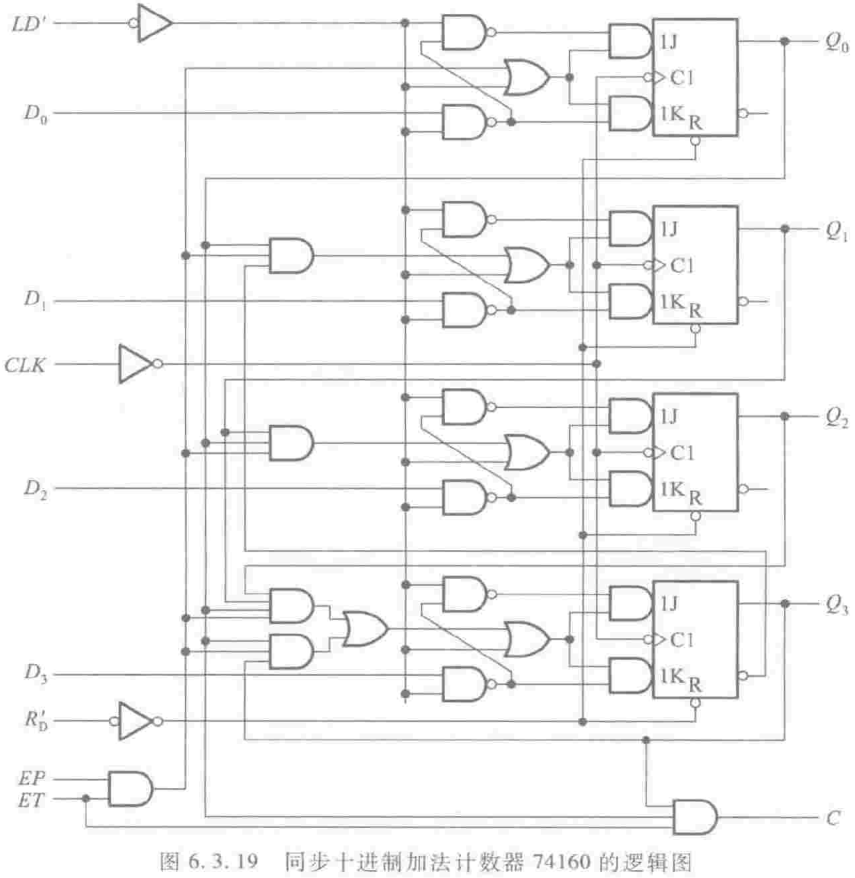 LD′
1J
Q₀
C1
D₀
1K
R
1J
Q₁
C1
D₁
1K
R
CLK
1J
Q₂
C1
D₂
1K
R
1J
Q₃
C1
D₃
1K
R
R′D
EP
ET
C
图 6.3.19 同步十进制加法计数器 74160 的逻辑图